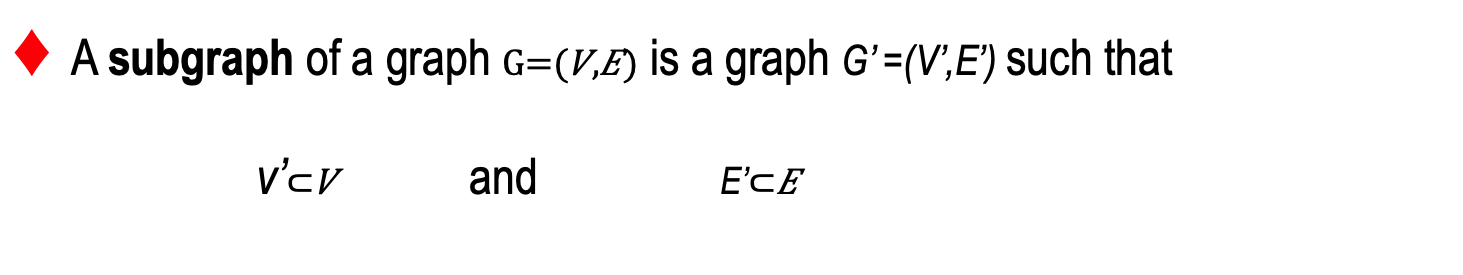 ♦ A subgraph of a graph G=(V,E) is a graph G’=(V’,E’) such that
V’⊂V and E’⊂E